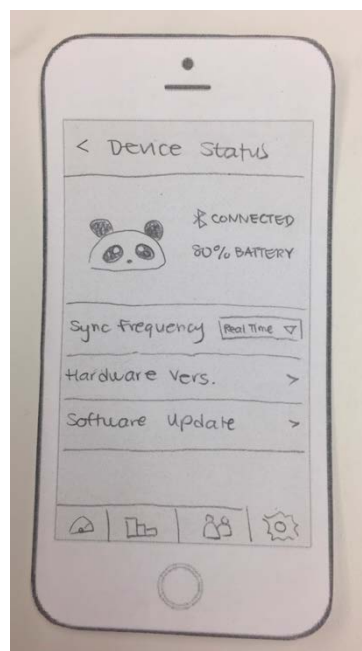 < Device Status
CONNECTED
80% BATTERY
Sync Frequency Real Time
Hardware Vers. >
Software Update >